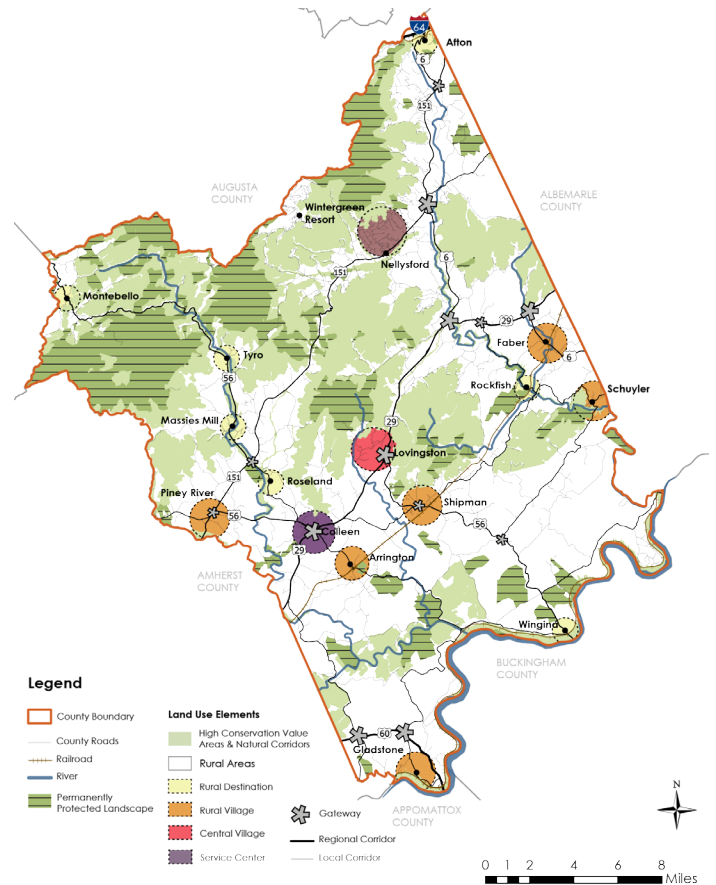 64
Afton
6
151
AUGUSTA
COUNTY
ALBEMARLE
COUNTY
Wintergreen
Resort
Nellysford
151
6
Montebello
29
Faber
Tyro
6
56
Rockfish
Schuyler
29
Massies Mill
Lovingston
151
Roseland
Piney River
Shipman
56
56
Colleen
29
Arrington
AMHERST
COUNTY
Wingina
BUCKINGHAM
COUNTY
60
Gladstone
APPOMATTOX
COUNTY
Legend
County Boundary
County Roads
Railroad
River
Permanently
Protected Landscape
Land Use Elements
High Conservation Value
Areas & Natural Corridors
Rural Areas
Rural Destination
Rural Village
Central Village
Service Center
Gateway
Regional Corridor
Local Corridor
N
0 1 2 4 6 8
Miles